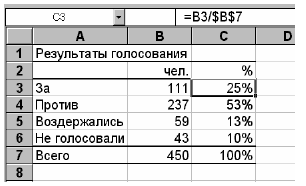 C3 =B3/$B$7
A B C D
1 Результаты голосования
2 чел. %
3 За 111 25%
4 Против 237 53%
5 Воздержались 59 13%
6 Не голосовали 43 10%
7 Всего 450 100%
8